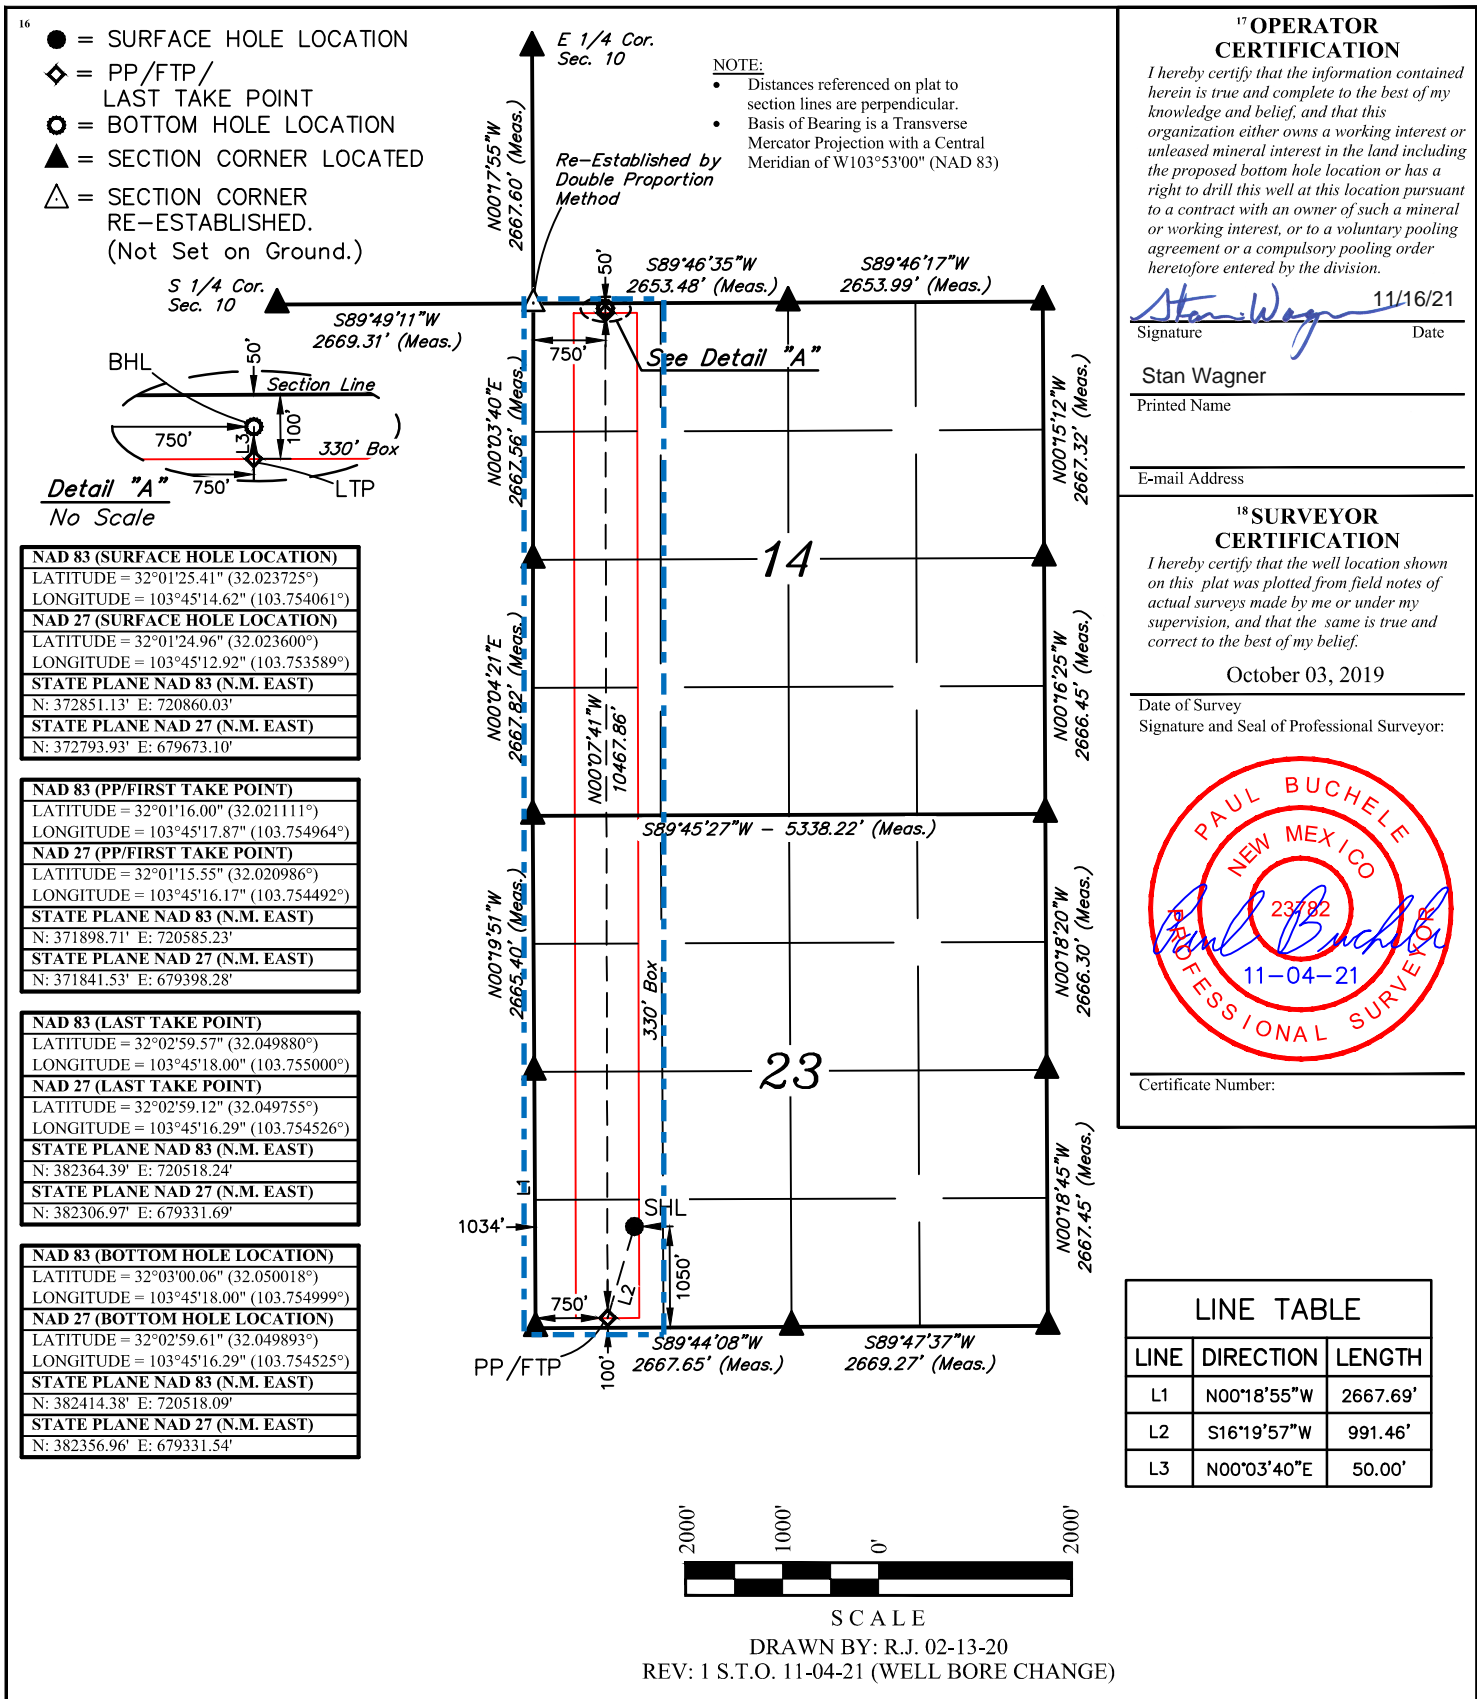 16
= SURFACE HOLE LOCATION
= PP/FTP/
LAST TAKE POINT
= BOTTOM HOLE LOCATION
= SECTION CORNER LOCATED
= SECTION CORNER
RE-ESTABLISHED.
(Not Set on Ground.)
E 1/4 Cor.
Sec. 10
NOTE:
• Distances referenced on plat to
section lines are perpendicular.
• Basis of Bearing is a Transverse
Mercator Projection with a Central
Meridian of W103°53'00" (NAD 83)
N00°17'55"W
2667.60' (Meas.)
Re-Established by
Double Proportion
Method
S 1/4 Cor.
Sec. 10
S89°49'11"W
2669.31' (Meas.)
50'
S89°46'35"W
2653.48' (Meas.)
S89°46'17"W
2653.99' (Meas.)
750'
See Detail "A"
BHL
50'
Section Line
750'
L3
100'
330' Box
750'
LTP
Detail "A"
No Scale
N00°03'40"E
2667.56' (Meas.)
N00°15'12"W
2667.32' (Meas.)
14
N00°04'21"E
2667.82' (Meas.)
N00°07'41"W
10467.86'
N00°16'25"W
2666.45' (Meas.)
S89°45'27"W - 5338.22' (Meas.)
N00°19'51"W
2665.40' (Meas.)
330' Box
N00°18'20"W
2666.30' (Meas.)
23
L1
1034'
SHL
1050'
L2
750'
N00°18'45"W
2667.45' (Meas.)
PP/FTP
100'
S89°44'08"W
2667.65' (Meas.)
S89°47'37"W
2669.27' (Meas.)
NAD 83 (SURFACE HOLE LOCATION)
LATITUDE = 32°01'25.41" (32.023725°)
LONGITUDE = 103°45'14.62" (103.754061°)
NAD 27 (SURFACE HOLE LOCATION)
LATITUDE = 32°01'24.96" (32.023600°)
LONGITUDE = 103°45'12.92" (103.753589°)
STATE PLANE NAD 83 (N.M. EAST)
N: 372851.13' E: 720860.03'
STATE PLANE NAD 27 (N.M. EAST)
N: 372793.93' E: 679673.10'
NAD 83 (PP/FIRST TAKE POINT)
LATITUDE = 32°01'16.00" (32.021111°)
LONGITUDE = 103°45'17.87" (103.754964°)
NAD 27 (PP/FIRST TAKE POINT)
LATITUDE = 32°01'15.55" (32.020986°)
LONGITUDE = 103°45'16.17" (103.754492°)
STATE PLANE NAD 83 (N.M. EAST)
N: 371898.71' E: 720585.23'
STATE PLANE NAD 27 (N.M. EAST)
N: 371841.53' E: 679398.28'
NAD 83 (LAST TAKE POINT)
LATITUDE = 32°02'59.57" (32.049880°)
LONGITUDE = 103°45'18.00" (103.755000°)
NAD 27 (LAST TAKE POINT)
LATITUDE = 32°02'59.12" (32.049755°)
LONGITUDE = 103°45'16.29" (103.754526°)
STATE PLANE NAD 83 (N.M. EAST)
N: 382364.39' E: 720518.24'
STATE PLANE NAD 27 (N.M. EAST)
N: 382306.97' E: 679331.69'
NAD 83 (BOTTOM HOLE LOCATION)
LATITUDE = 32°03'00.06" (32.050018°)
LONGITUDE = 103°45'18.00" (103.754999°)
NAD 27 (BOTTOM HOLE LOCATION)
LATITUDE = 32°02'59.61" (32.049893°)
LONGITUDE = 103°45'16.29" (103.754525°)
STATE PLANE NAD 83 (N.M. EAST)
N: 382414.38' E: 720518.09'
STATE PLANE NAD 27 (N.M. EAST)
N: 382356.96' E: 679331.54'
17 OPERATOR
CERTIFICATION
I hereby certify that the information contained
herein is true and complete to the best of my
knowledge and belief, and that this
organization either owns a working interest or
unleased mineral interest in the land including
the proposed bottom hole location or has a
right to drill this well at this location pursuant
to a contract with an owner of such a mineral
or working interest, or to a voluntary pooling
agreement or a compulsory pooling order
heretofore entered by the division.
Stan Wagner 11/16/21
Signature Date
Stan Wagner
Printed Name
E-mail Address
18 SURVEYOR
CERTIFICATION
I hereby certify that the well location shown
on this plat was plotted from field notes of
actual surveys made by me or under my
supervision, and that the same is true and
correct to the best of my belief.
October 03, 2019
Date of Survey
Signature and Seal of Professional Surveyor:
PAUL BUCHELE
NEW MEXICO
23782
Paul Buchele
11-04-21
PROFESSIONAL SURVEYOR
Certificate Number:
LINE TABLE
LINE DIRECTION LENGTH
L1 N00°18'55"W 2667.69'
L2 S16°19'57"W 991.46'
L3 N00°03'40"E 50.00'
2000' 1000' 0' 2000'
SCALE
DRAWN BY: R.J. 02-13-20
REV: 1 S.T.O. 11-04-21 (WELL BORE CHANGE)